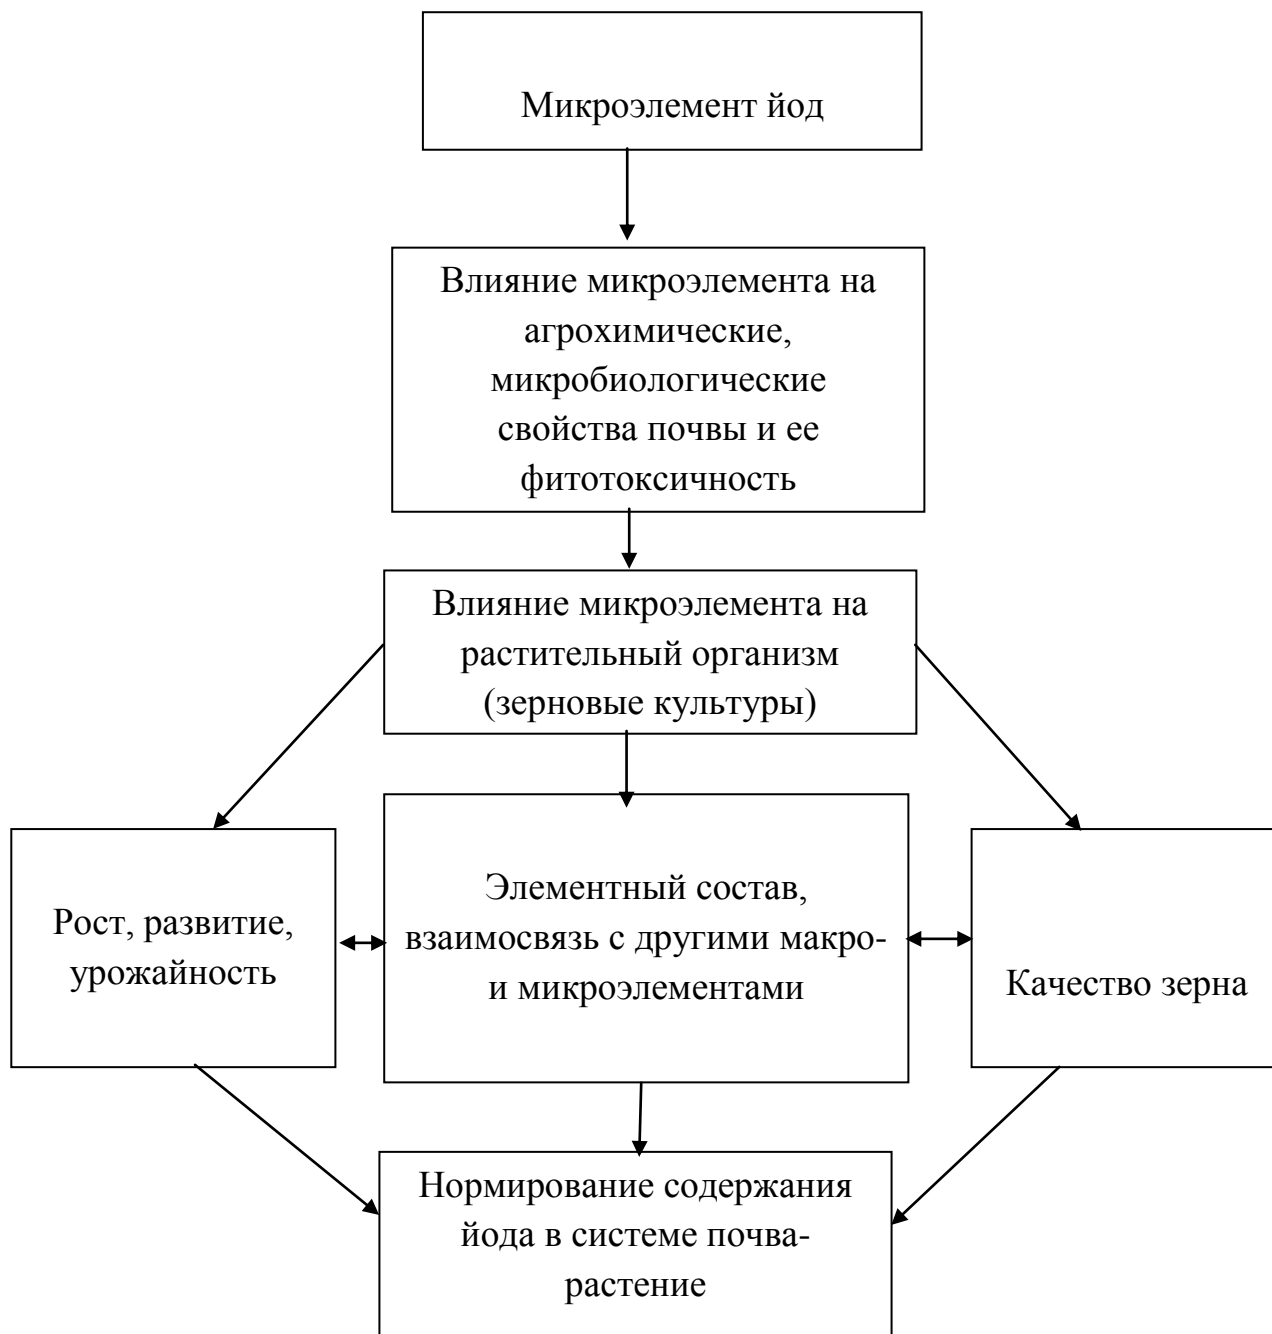 Микроэлемент йод
Влияние микроэлемента на
агрохимические,
микробиологические
свойства почвы и ее
фитотоксичность
Влияние микроэлемента на
растительный организм
(зерновые культуры)
Рост, развитие,
урожайность
Элементный состав,
взаимосвязь с другими макро-
и микроэлементами
Качество зерна
Нормирование содержания
йода в системе почва-
растение